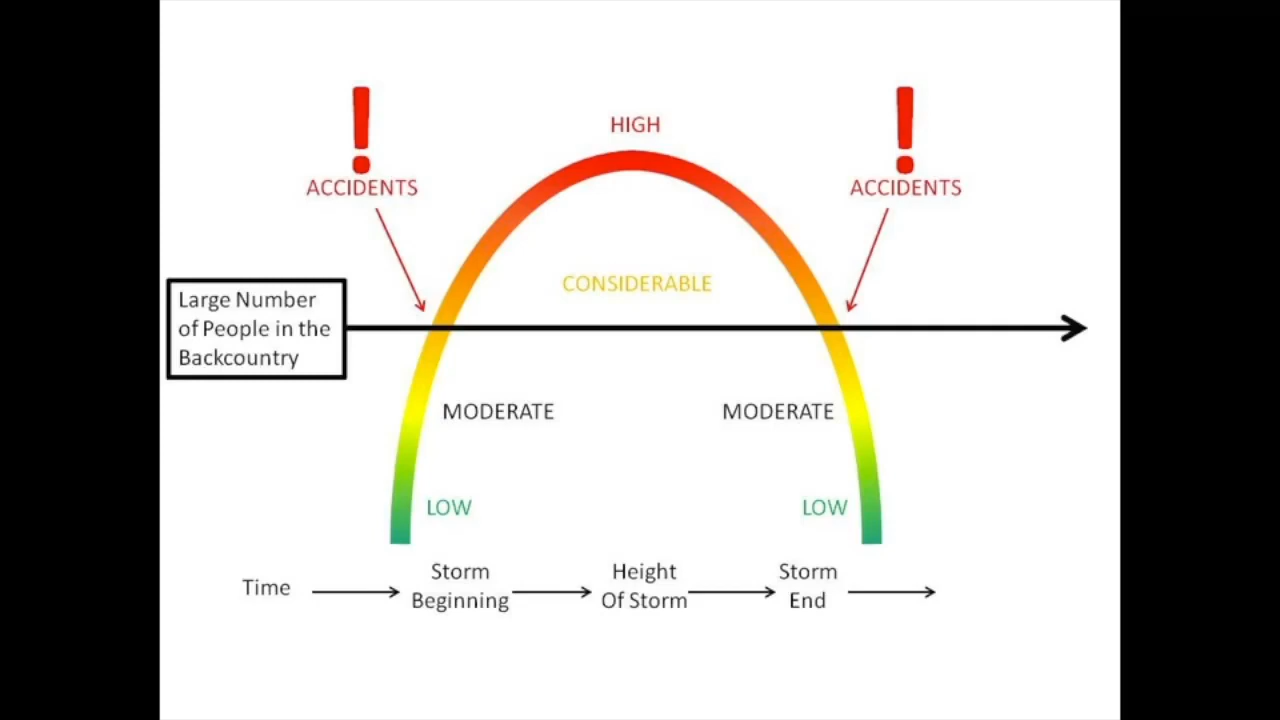 !
!
HIGH
ACCIDENTS
ACCIDENTS
CONSIDERABLE
Large Number
of People in the
Backcountry
MODERATE
MODERATE
LOW
LOW
Time
Storm
Beginning
Height
Of Storm
Storm
End